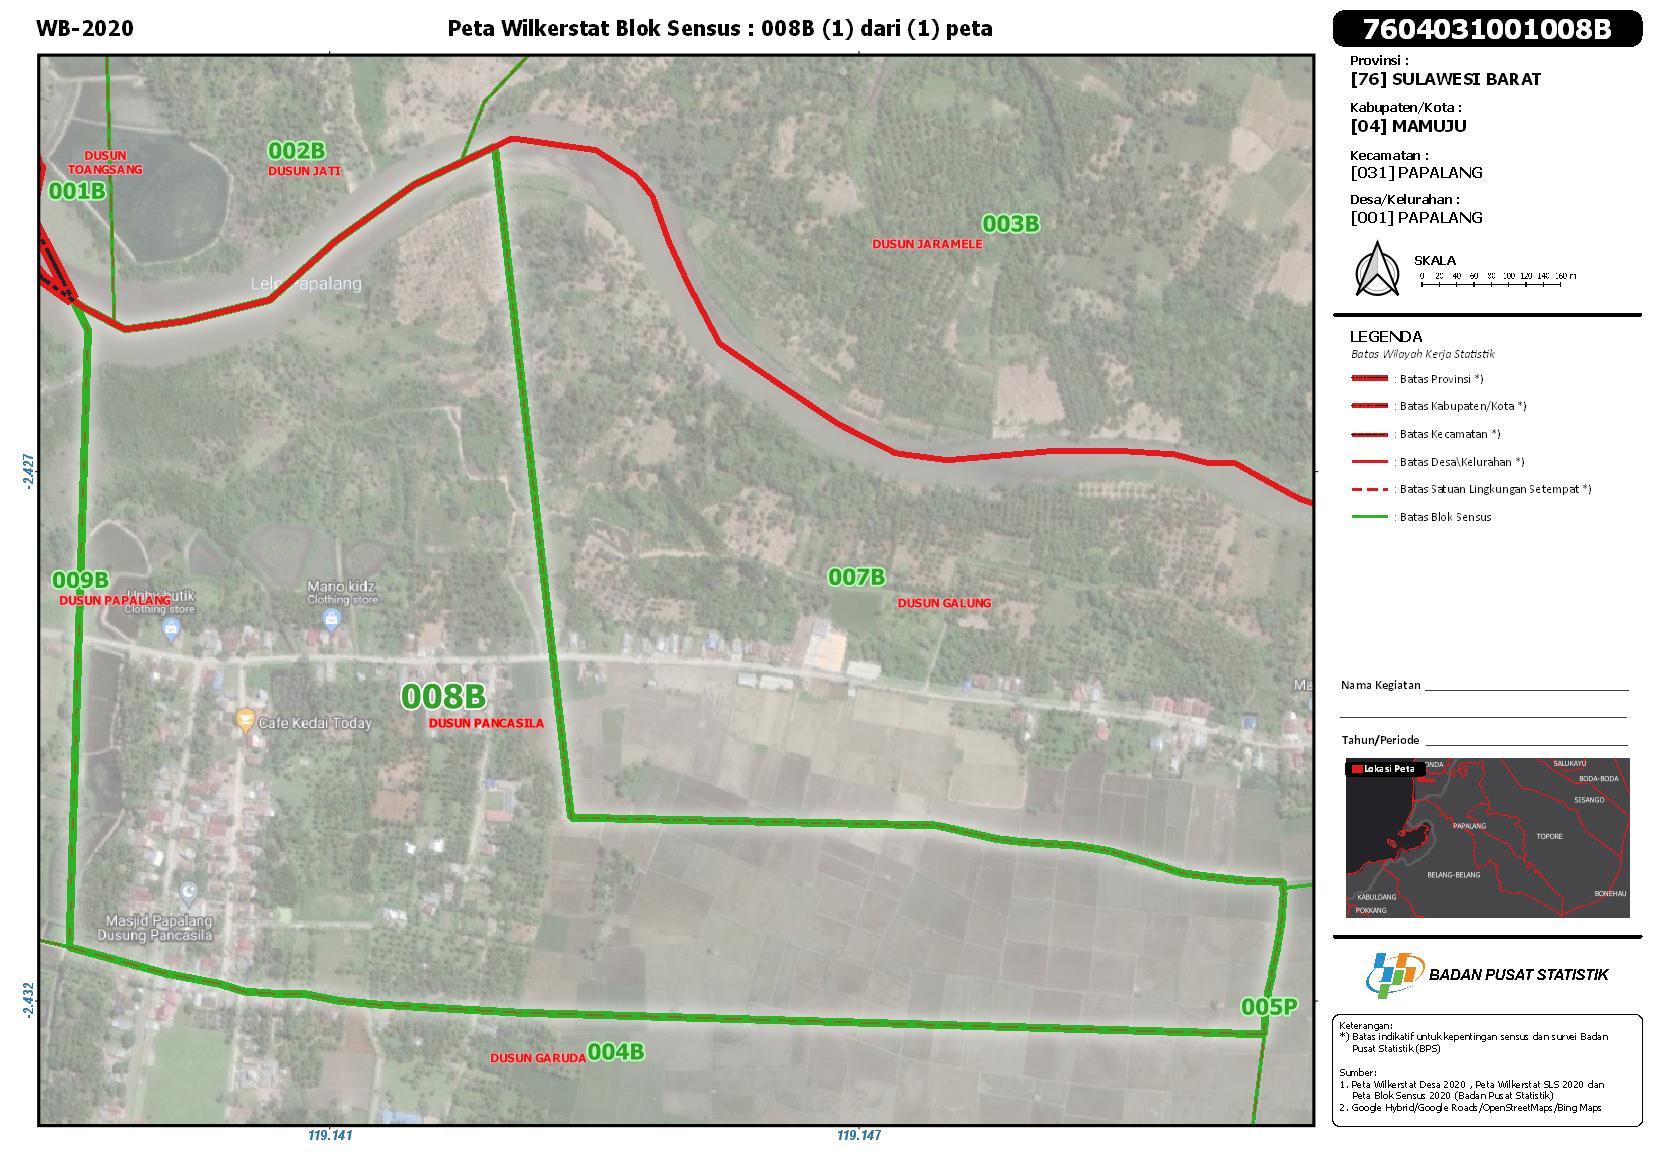 WB-2020
Peta Wilkerstat Blok Sensus : 008B (1) dari (1) peta
7604031001008B
Provinsi :
[76] SULAWESI BARAT
Kabupaten/Kota :
[04] MAMUJU
Kecamatan :
[031] PAPALANG
Desa/Kelurahan :
[001] PAPALANG
SKALA
0 20 40 60 80 100 120 140 160 m
LEGENDA
Batas Wilayah Kerja Statistik
: Batas Provinsi *)
: Batas Kabupaten/Kota *)
: Batas Kecamatan *)
: Batas Desa\Kelurahan *)
: Batas Satuan Lingkungan Setempat *)
: Batas Blok Sensus
Nama Kegiatan
Tahun/Periode
Lokasi Peta
SALUKAYU
BODA-BODA
SISANGO
PAPALANG
TOPORE
BELANG-BELANG
BONEHAU
KABULOANG
POKKANG
BADAN PUSAT STATISTIK
Keterangan:
*) Batas indikatif untuk kepentingan sensus dan survei Badan
Pusat Statistik (BPS)
Sumber:
1. Peta Wilkerstat Desa 2020 , Peta Wilkerstat SLS 2020 dan
Peta Blok Sensus 2020 (Badan Pusat Statistik)
2. Google Hybrid/Google Roads/OpenStreetMaps/Bing Maps
DUSUN
TOANGSANG
001B
002B
DUSUN JATI
003B
DUSUN JARAMELE
Papalang
009B
DUSUN PAPALANG
butik
Clothing store
Mario kidz
Clothing store
007B
DUSUN GALUNG
008B
DUSUN PANCASILA
Cafe Kedai Today
Ma
Masjid Papalang
Dusung Pancasila
005P
DUSUN GARUDA
004B
-2.427
-2.432
119.141
119.147